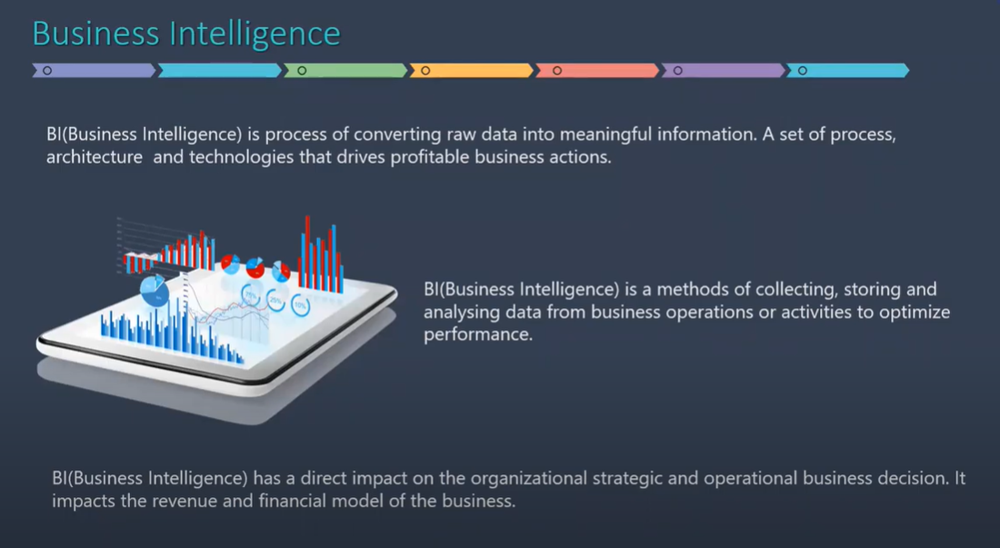 Business Intelligence
BI(Business Intelligence) is process of converting raw data into meaningful information. A set of process,
architecture and technologies that drives profitable business actions.
BI(Business Intelligence) is a methods of collecting, storing and
analysing data from business operations or activities to optimize
performance.
BI(Business Intelligence) has a direct impact on the organizational strategic and operational business decision. It
impacts the revenue and financial model of the business.